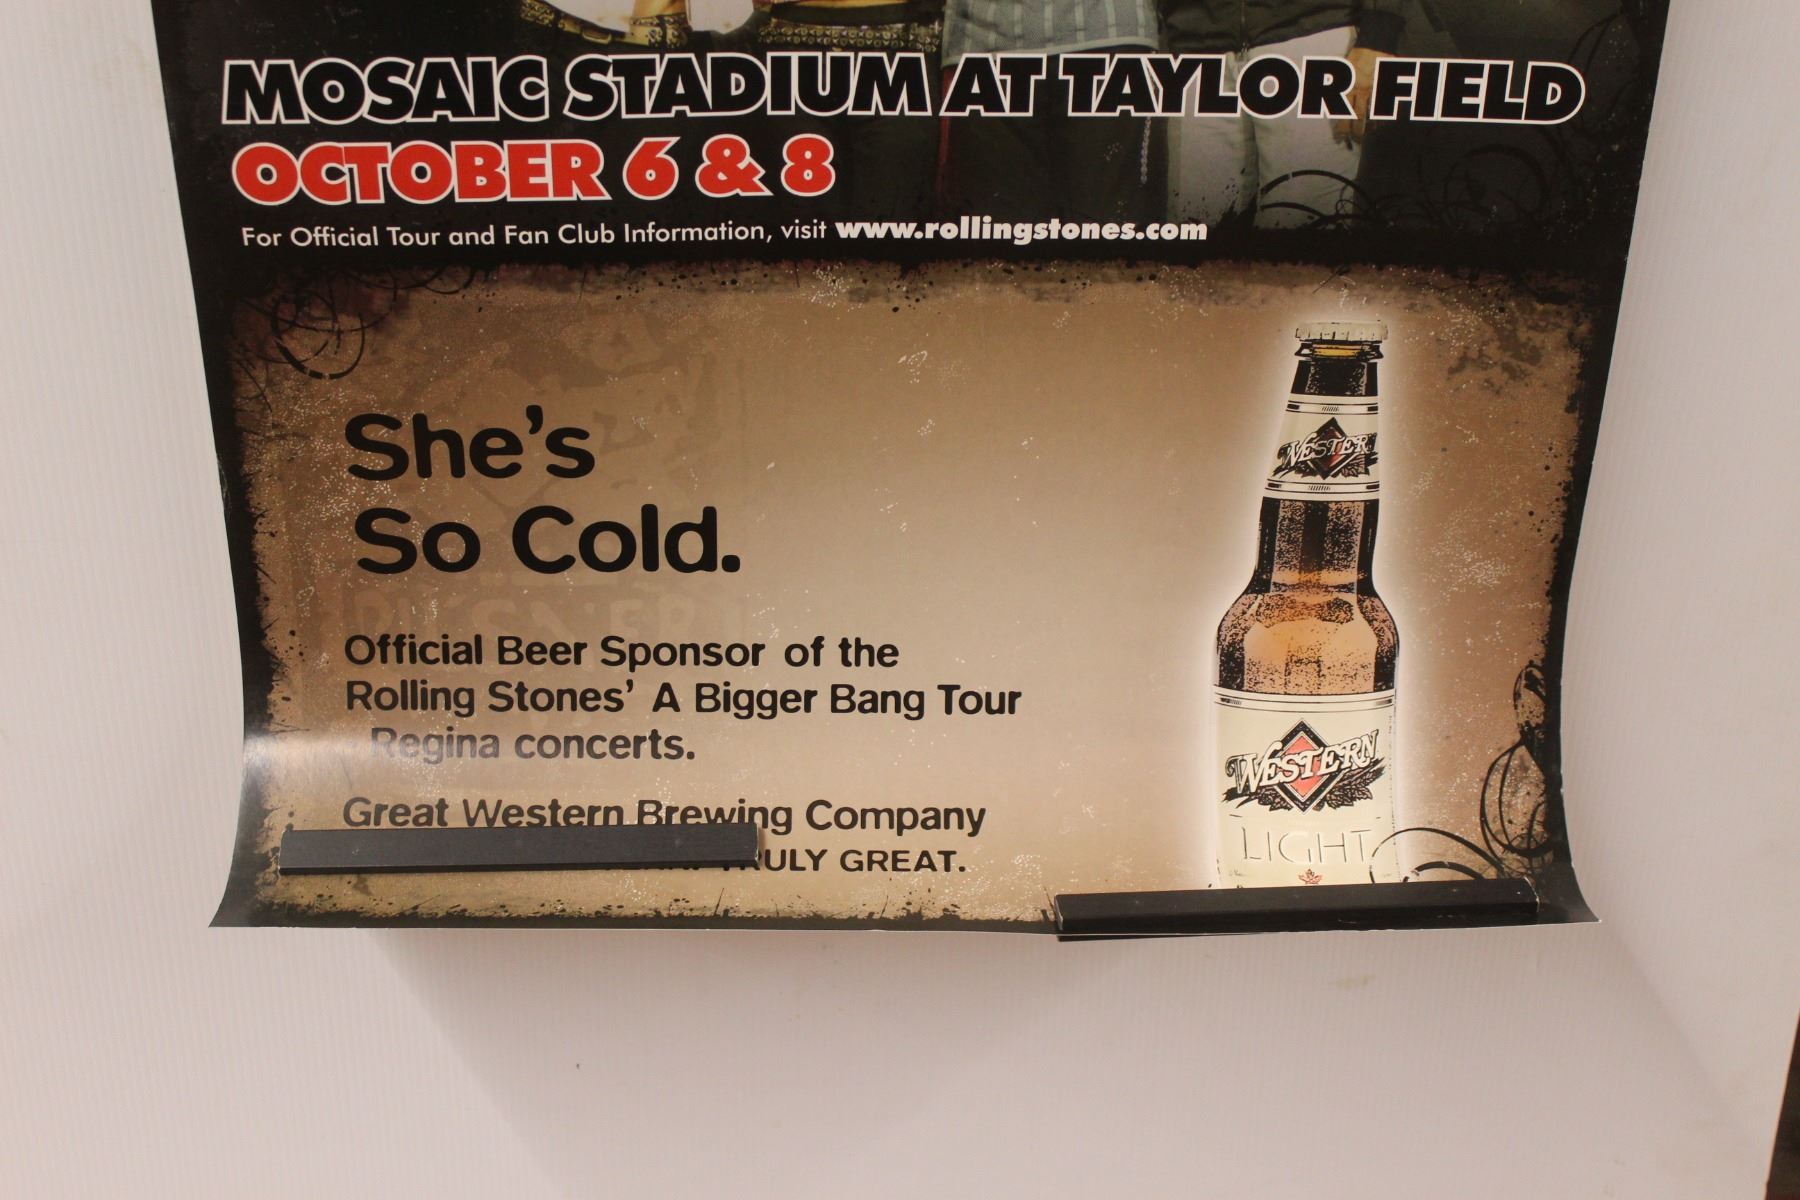 MOSAIC STADIUM AT TAYLOR FIELD
OCTOBER 6 & 8
For Official Tour and Fan Club Information, visit www.rollingstones.com
She's
So Cold.
PILSNER
Official Beer Sponsor of the
Rolling Stones' A Bigger Bang Tour
Regina concerts.
Great Western Brewing Company
TRULY GREAT.
WESTERN
WESTERN
LIGHT